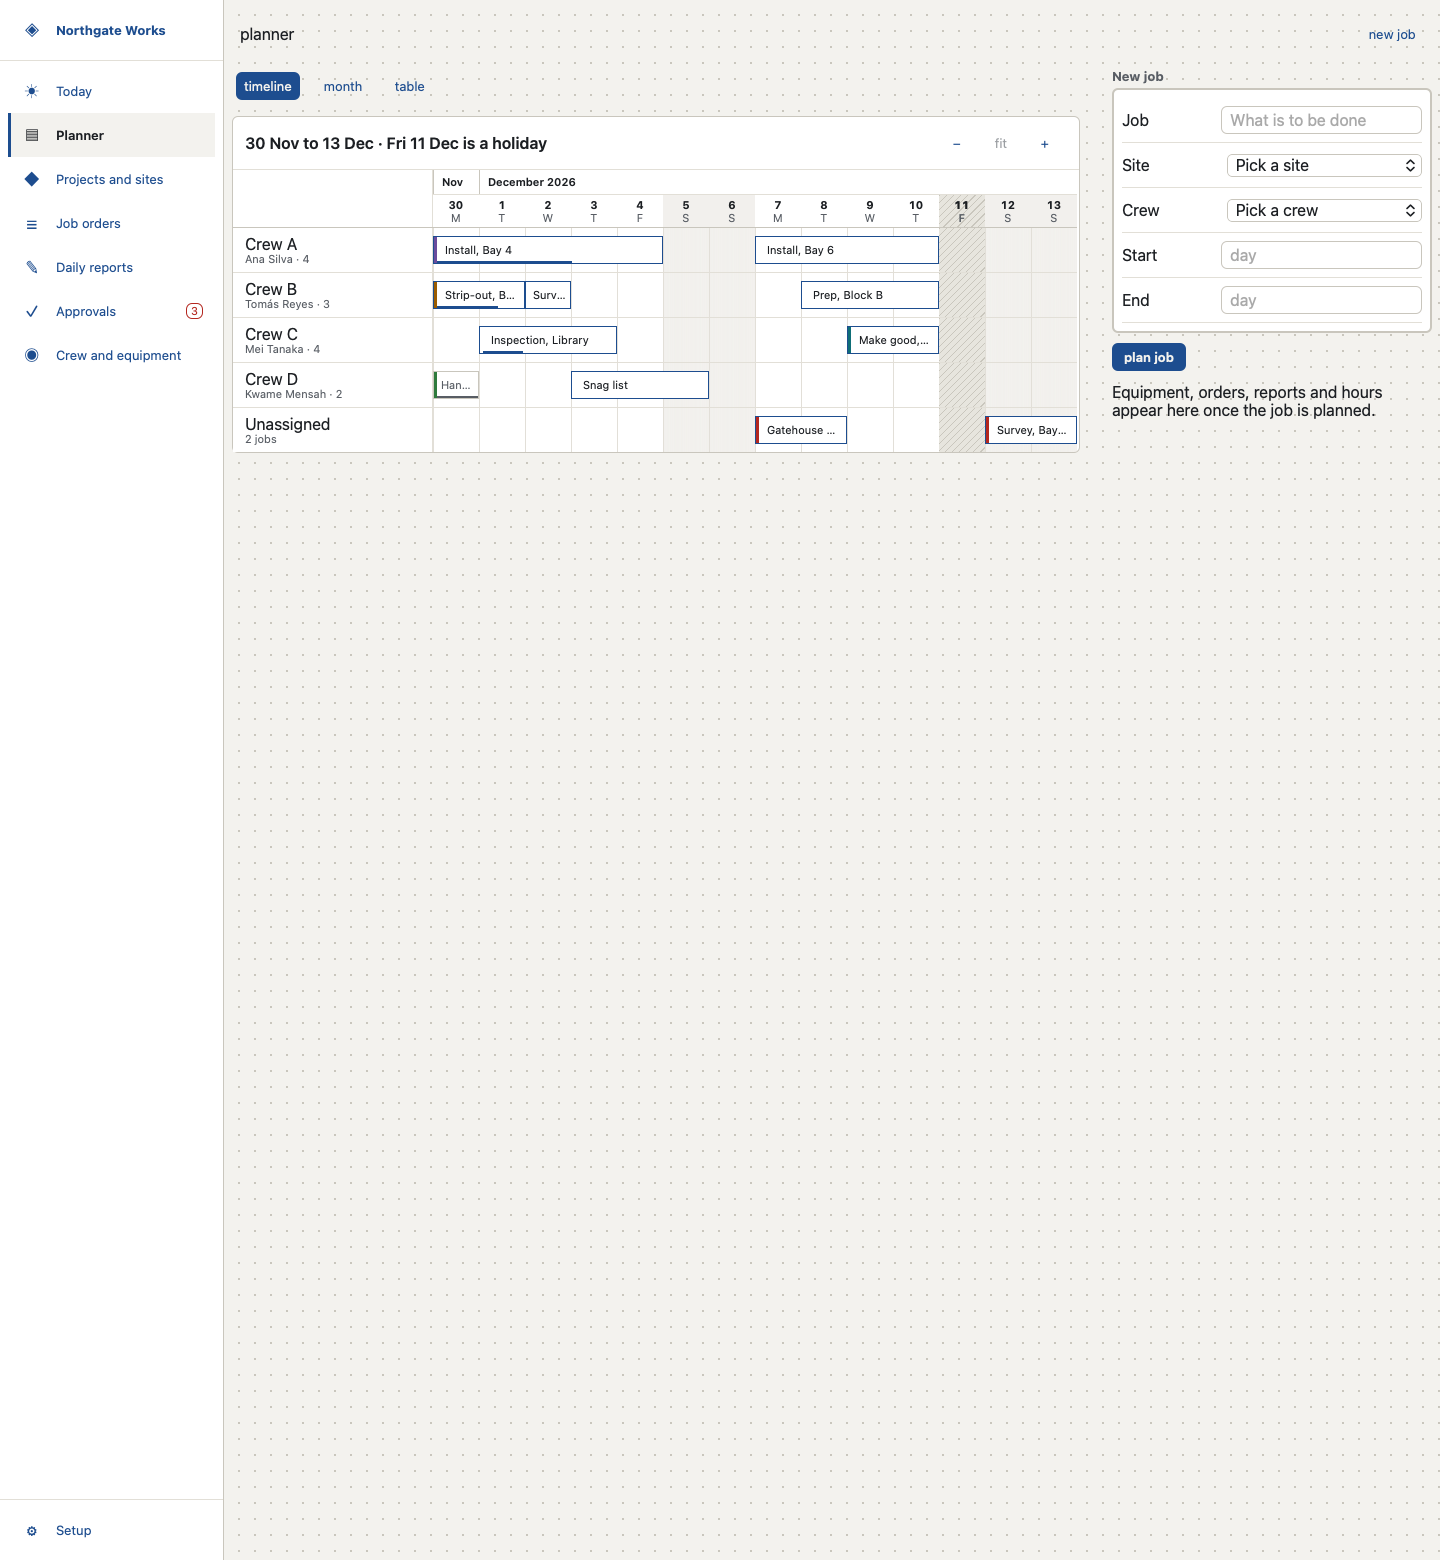 Northgate Works
Today
Planner
Projects and sites
Job orders
Daily reports
Approvals 3
Crew and equipment
Setup
planner
new job
timeline month table
30 Nov to 13 Dec · Fri 11 Dec is a holiday
− fit +
Nov December 2026
30 1 2 3 4 5 6 7 8 9 10 11 12 13
M T W T F S S M T W T F S S
Crew A
Ana Silva · 4
Install, Bay 4
Install, Bay 6
Crew B
Tomás Reyes · 3
Strip-out, B...
Surv...
Prep, Block B
Crew C
Mei Tanaka · 4
Inspection, Library
Make good,...
Crew D
Kwame Mensah · 2
Han...
Snag list
Unassigned
2 jobs
Gatehouse ...
Survey, Bay...
New job
Job What is to be done
Site Pick a site
Crew Pick a crew
Start day
End day
plan job
Equipment, orders, reports and hours
appear here once the job is planned.